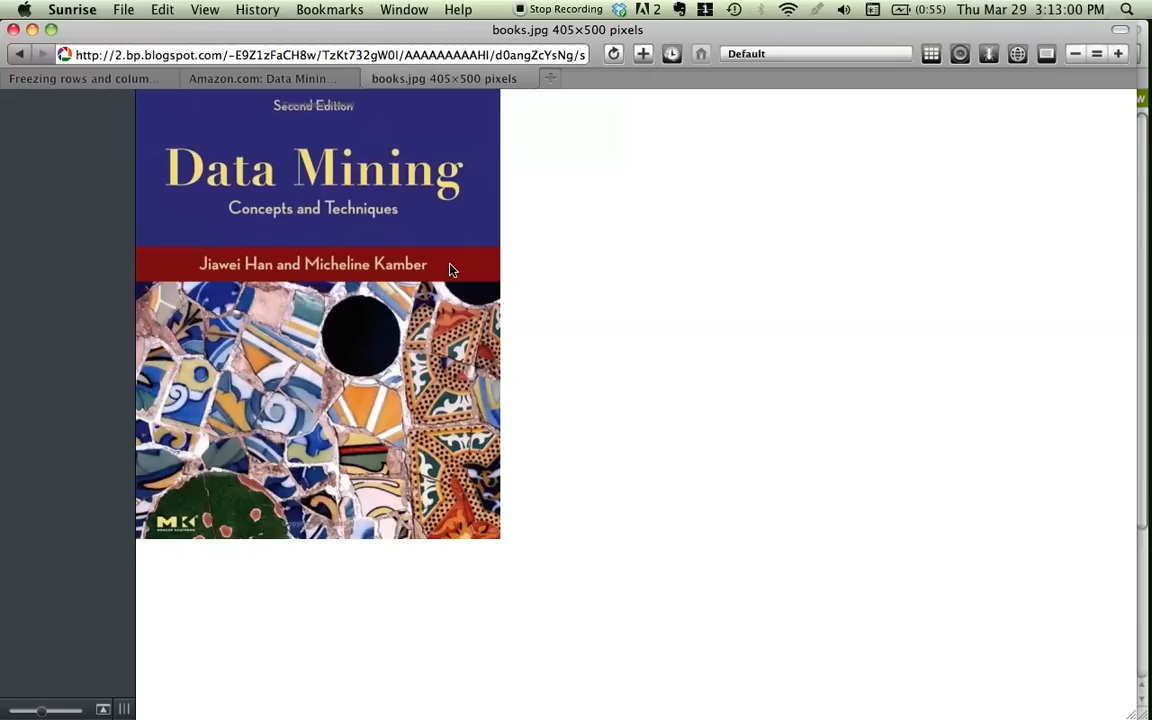 Sunrise File Edit View History Bookmarks Window Help Stop Recording 2 1 (0:55) Thu Mar 29 3:13:00 PM
books.jpg 405×500 pixels
http://2.bp.blogspot.com/-E9Z1zFaCH8w/TzKt732gW0I/AAAAAAAAAHI/d0angZcYsNg/s Default
Freezing rows and colum... Amazon.com: Data Minin... books.jpg 405×500 pixels
Second Edition
Data Mining
Concepts and Techniques
Jiawei Han and Micheline Kamber
MK